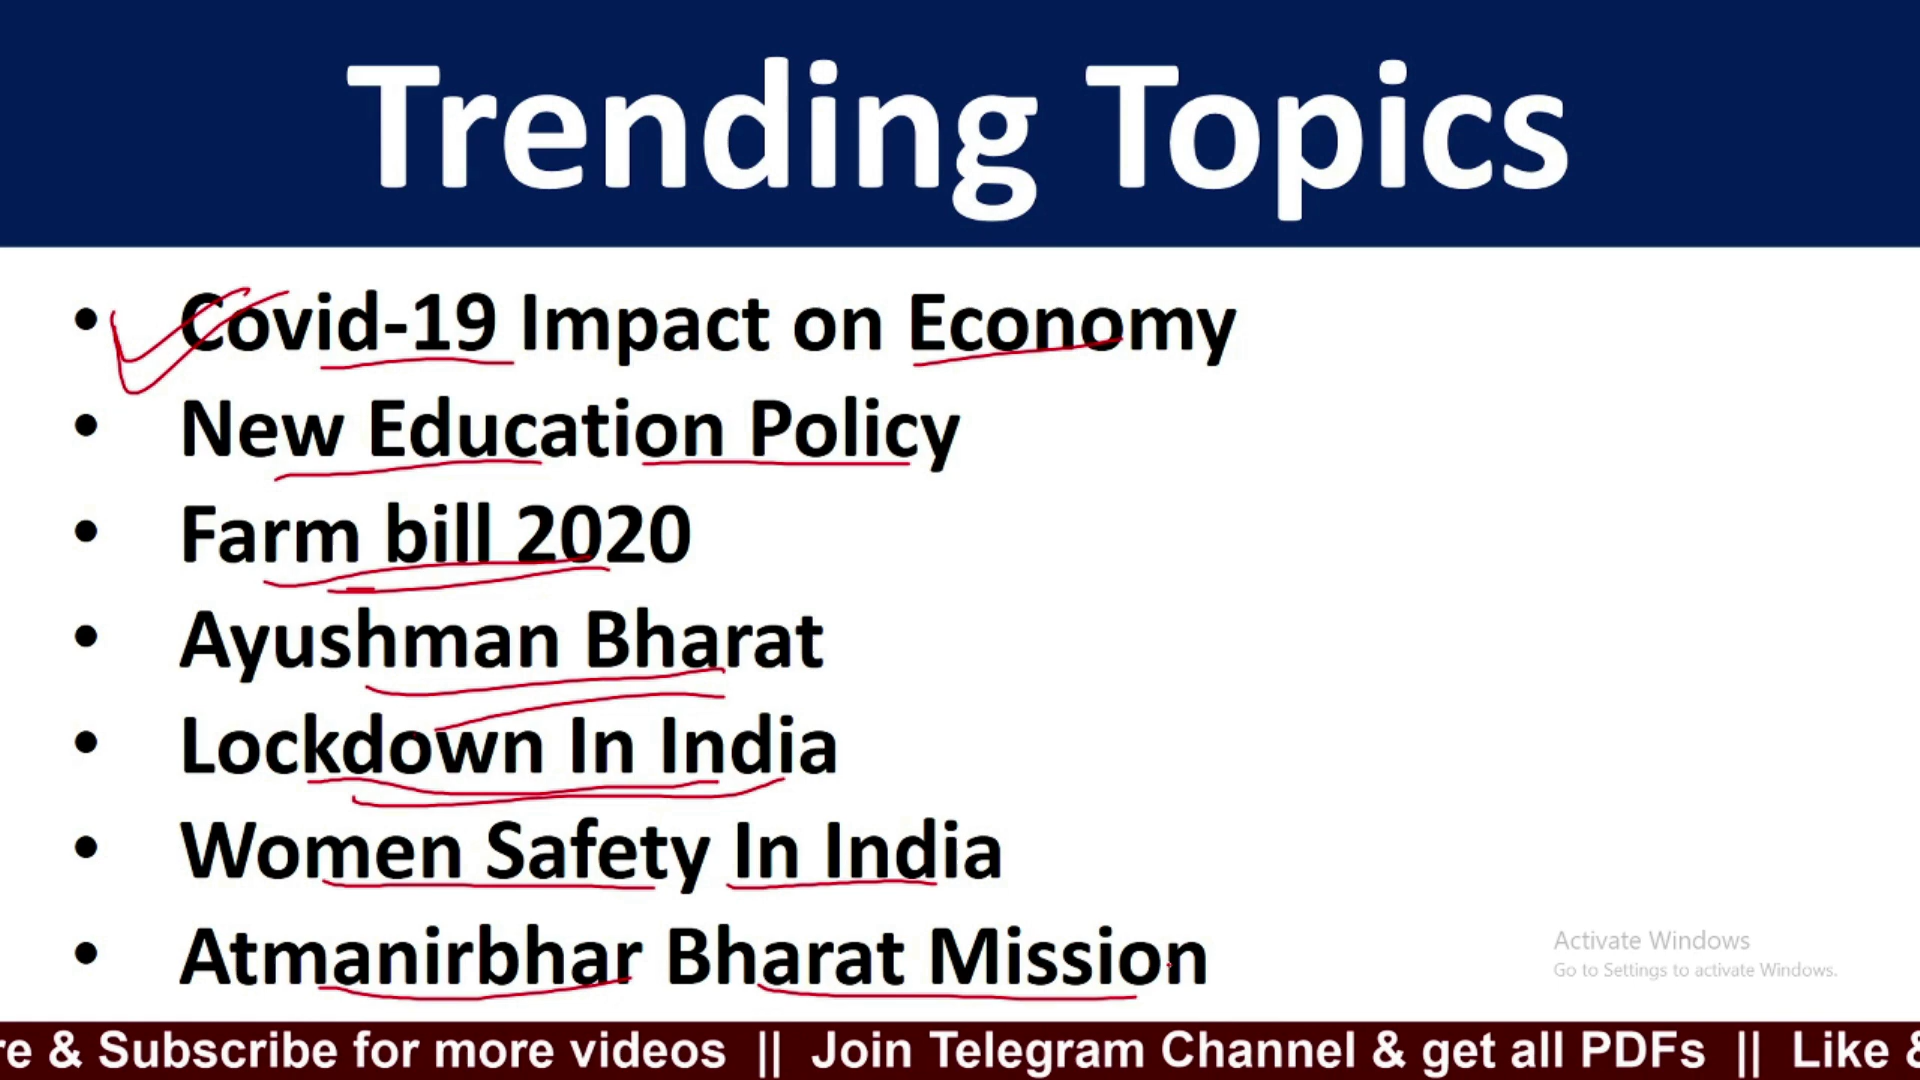 Trending Topics
• Covid-19 Impact on Economy
• New Education Policy
• Farm bill 2020
• Ayushman Bharat
• Lockdown In India
• Women Safety In India
• Atmanirbhar Bharat Mission
Activate Windows
Go to Settings to activate Windows.
re & Subscribe for more videos || Join Telegram Channel & get all PDFs || Like &